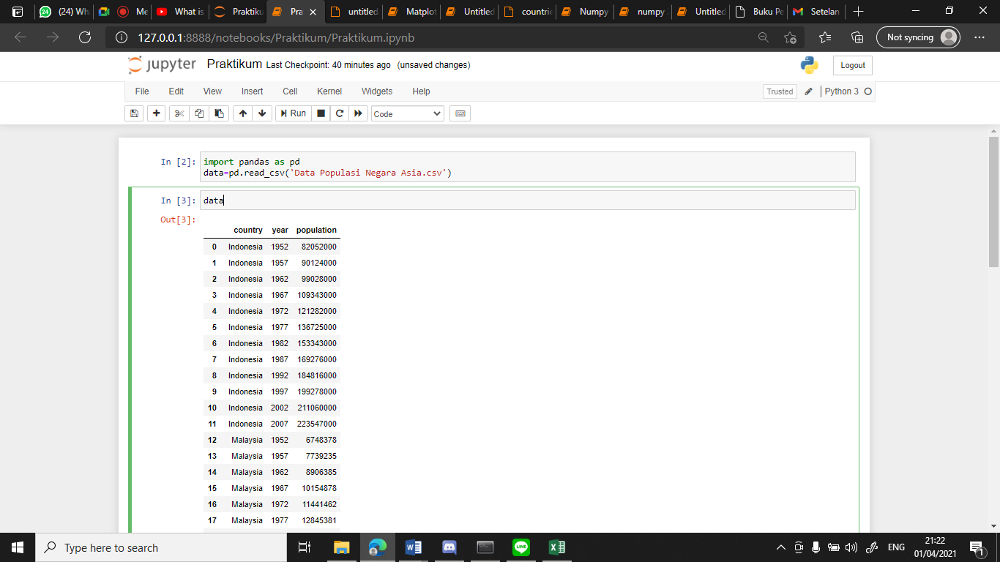 (24) Wh
Me
What is
Praktiku
Pra
untitled
Matplot
Untitled
countrie
Numpy
numpy
Untitled
Buku Pe
Setelan
127.0.0.1:8888/notebooks/Praktikum/Praktikum.ipynb
Not syncing
jupyter Praktikum Last Checkpoint: 40 minutes ago (unsaved changes)
Logout
File Edit View Insert Cell Kernel Widgets Help
Trusted Python 3
Run Code
In [2]: import pandas as pd
data=pd.read_csv('Data Populasi Negara Asia.csv')
In [3]: data
Out[3]:
country year population
0 Indonesia 1952 82052000
1 Indonesia 1957 90124000
2 Indonesia 1962 99028000
3 Indonesia 1967 109343000
4 Indonesia 1972 121282000
5 Indonesia 1977 136725000
6 Indonesia 1982 153343000
7 Indonesia 1987 169276000
8 Indonesia 1992 184816000
9 Indonesia 1997 199278000
10 Indonesia 2002 211060000
11 Indonesia 2007 223547000
12 Malaysia 1952 6748378
13 Malaysia 1957 7739235
14 Malaysia 1962 8906385
15 Malaysia 1967 10154878
16 Malaysia 1972 11441462
17 Malaysia 1977 12845381
Type here to search
ENG
21:22
01/04/2021
1